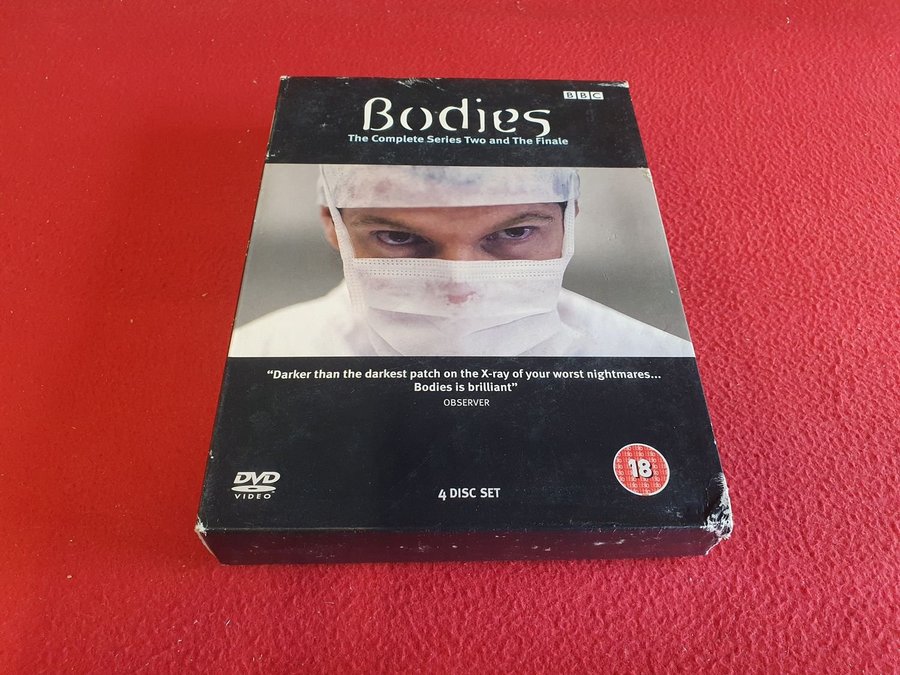 BBC
Bodies
The Complete Series Two and The Finale
“Darker than the darkest patch on the X-ray of your worst nightmares...
Bodies is brilliant”
OBSERVER
DVD
VIDEO
4 DISC SET
18